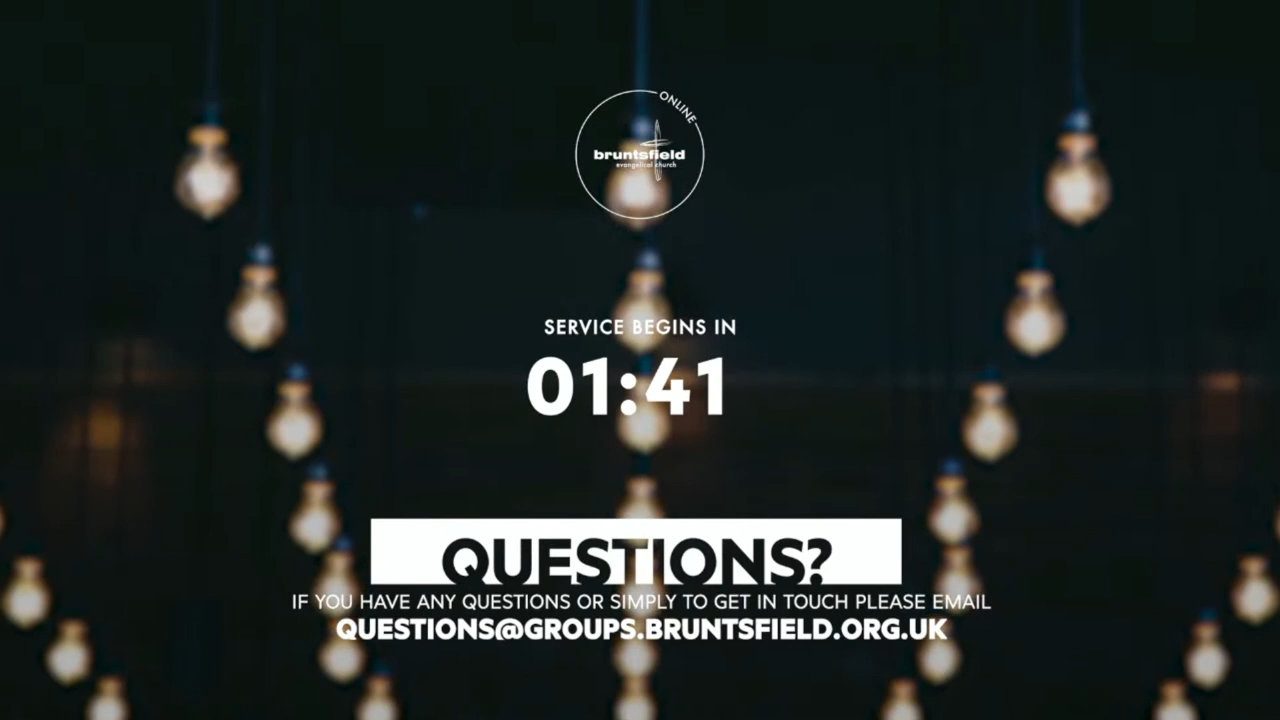 ONLINE
bruntsfield
evangelical church
SERVICE BEGINS IN
01:41
QUESTIONS?
IF YOU HAVE ANY QUESTIONS OR SIMPLY TO GET IN TOUCH PLEASE EMAIL
QUESTIONS@GROUPS.BRUNTSFIELD.ORG.UK